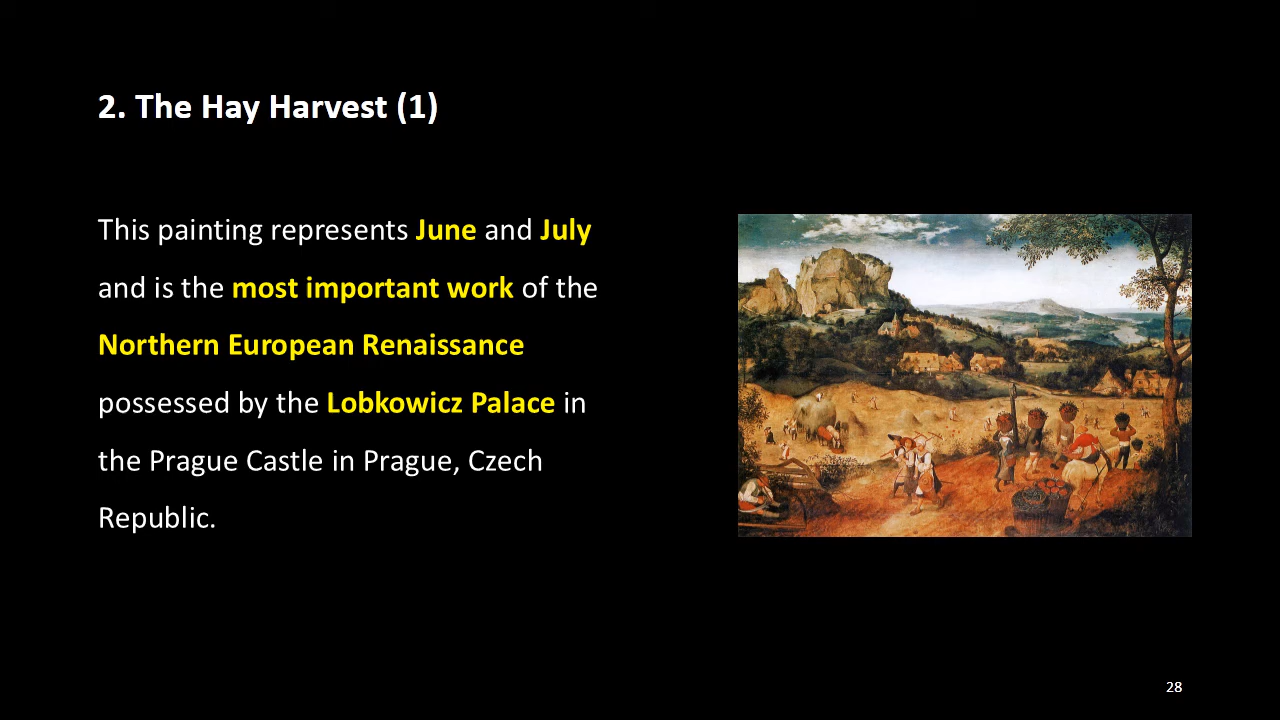 2. The Hay Harvest (1)
This painting represents June and July
and is the most important work of the
Northern European Renaissance
possessed by the Lobkowicz Palace in
the Prague Castle in Prague, Czech
Republic.
28